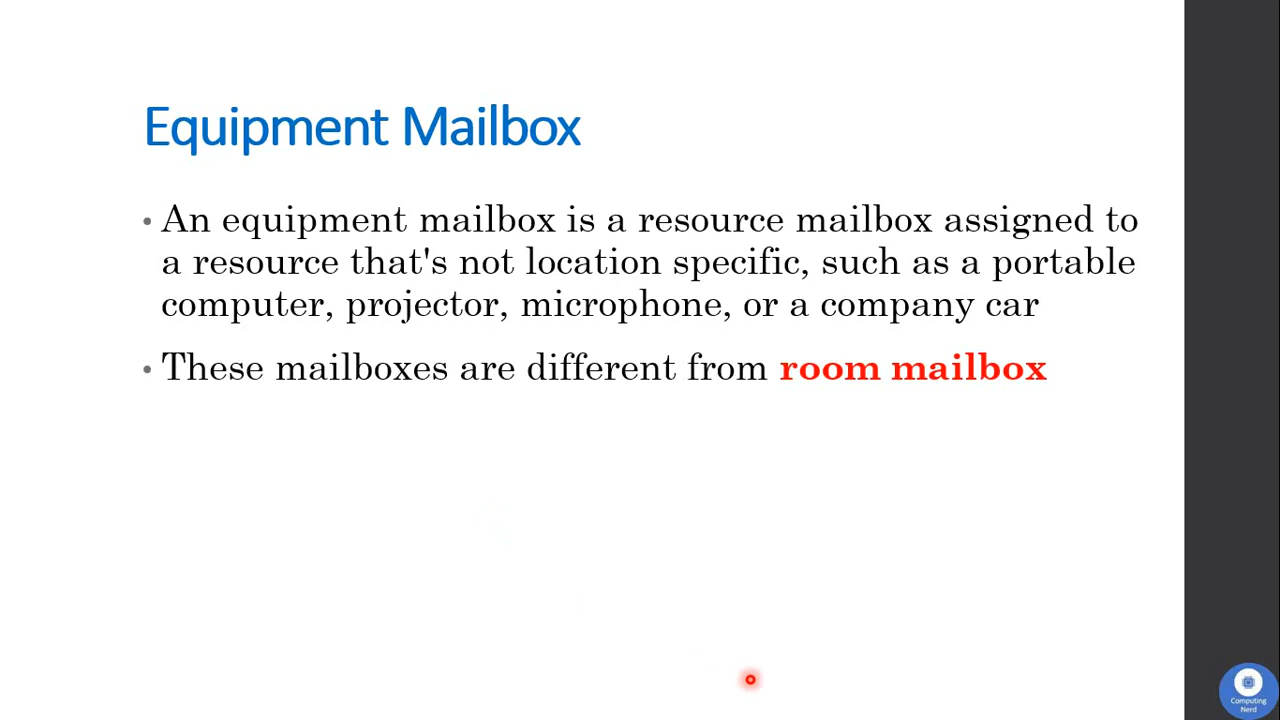 Equipment Mailbox
• An equipment mailbox is a resource mailbox assigned to
a resource that's not location specific, such as a portable
computer, projector, microphone, or a company car
• These mailboxes are different from room mailbox
Computing
Nerd